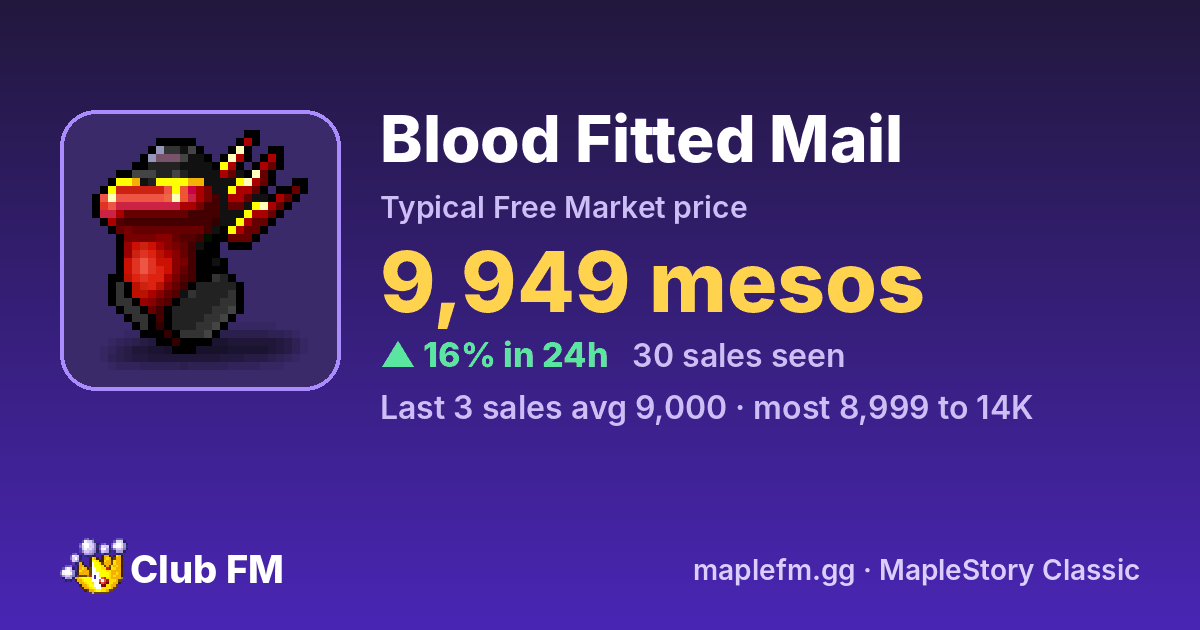 Blood Fitted Mail
Typical Free Market price
9,949 mesos
▲ 16% in 24h 30 sales seen
Last 3 sales avg 9,000 · most 8,999 to 14K
Club FM
maplefm.gg · MapleStory Classic